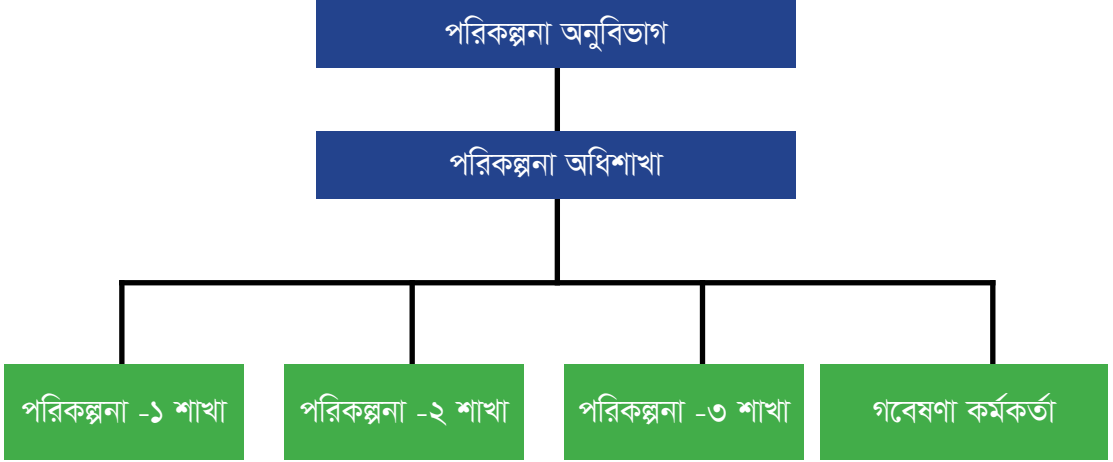 পরিকল্পনা অনুবিভাগ
পরিকল্পনা অধিশাখা
পরিকল্পনা -১ শাখা
পরিকল্পনা -২ শাখা
পরিকল্পনা -৩ শাখা
গবেষণা কর্মকর্তা